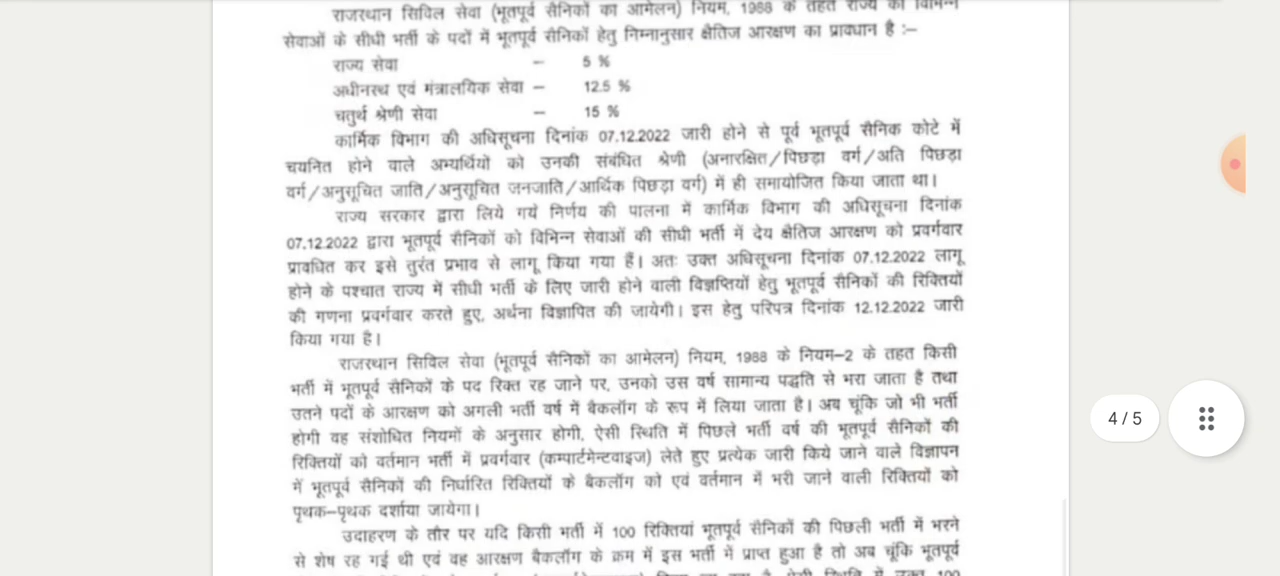 राजस्थान सिविल सेवा (भूतपूर्व सैनिकों का आमेलन) नियम, 1988 के तहत राज्य की विभिन्न
सेवाओं के सीधी भर्ती के पदों में भूतपूर्व सैनिकों हेतु निम्नानुसार क्षैतिज आरक्षण का प्रावधान है :–
राज्य सेवा – 5 %
अधीनस्थ एवं मंत्रालयिक सेवा – 12.5 %
चतुर्थ श्रेणी सेवा – 15 %
कार्मिक विभाग की अधिसूचना दिनांक 07.12.2022 जारी होने से पूर्व भूतपूर्व सैनिक कोटे में
चयनित होने वाले अभ्यर्थियों को उनकी संबंधित श्रेणी (अनारक्षित/पिछड़ा वर्ग/अति पिछड़ा
वर्ग/अनुसूचित जाति/अनुसूचित जनजाति/आर्थिक पिछड़ा वर्ग) में ही समायोजित किया जाता था।
राज्य सरकार द्वारा लिये गये निर्णय की पालना में कार्मिक विभाग की अधिसूचना दिनांक
07.12.2022 द्वारा भूतपूर्व सैनिकों को विभिन्न सेवाओं की सीधी भर्ती में देय क्षैतिज आरक्षण को प्रवर्गवार
प्रावधित कर इसे तुरंत प्रभाव से लागू किया गया हैं। अतः उक्त अधिसूचना दिनांक 07.12.2022 लागू
होने के पश्चात राज्य में सीधी भर्ती के लिए जारी होने वाली विज्ञप्तियों हेतु भूतपूर्व सैनिकों की रिक्तियों
की गणना प्रवर्गवार करते हुए, अर्थना विज्ञापित की जायेगी। इस हेतु परिपत्र दिनांक 12.12.2022 जारी
किया गया है।
राजस्थान सिविल सेवा (भूतपूर्व सैनिकों का आमेलन) नियम, 1988 के नियम–2 के तहत किसी
भर्ती में भूतपूर्व सैनिकों के पद रिक्त रह जाने पर, उनको उस वर्ष सामान्य पद्धति से भरा जाता है तथा
उतने पदों के आरक्षण को अगली भर्ती वर्ष में बैकलॉग के रूप में लिया जाता है। अब चूंकि जो भी भर्ती
होगी वह संशोधित नियमों के अनुसार होगी, ऐसी स्थिति में पिछले भर्ती वर्ष की भूतपूर्व सैनिकों की
रिक्तियों को वर्तमान भर्ती में प्रवर्गवार (कम्पार्टमेन्टवाइज) लेते हुए प्रत्येक जारी किये जाने वाले विज्ञापन
में भूतपूर्व सैनिकों की निर्धारित रिक्तियों के बैकलॉग को एवं वर्तमान में भरी जाने वाली रिक्तियों को
पृथक–पृथक दर्शाया जायेगा।
उदाहरण के तौर पर यदि किसी भर्ती में 100 रिक्तियां भूतपूर्व सैनिकों की पिछली भर्ती में भरने
से शेष रह गई थी एवं वह आरक्षण बैकलॉग के क्रम में इस भर्ती में प्राप्त हुआ है तो अब चूंकि भूतपूर्व
4 / 5